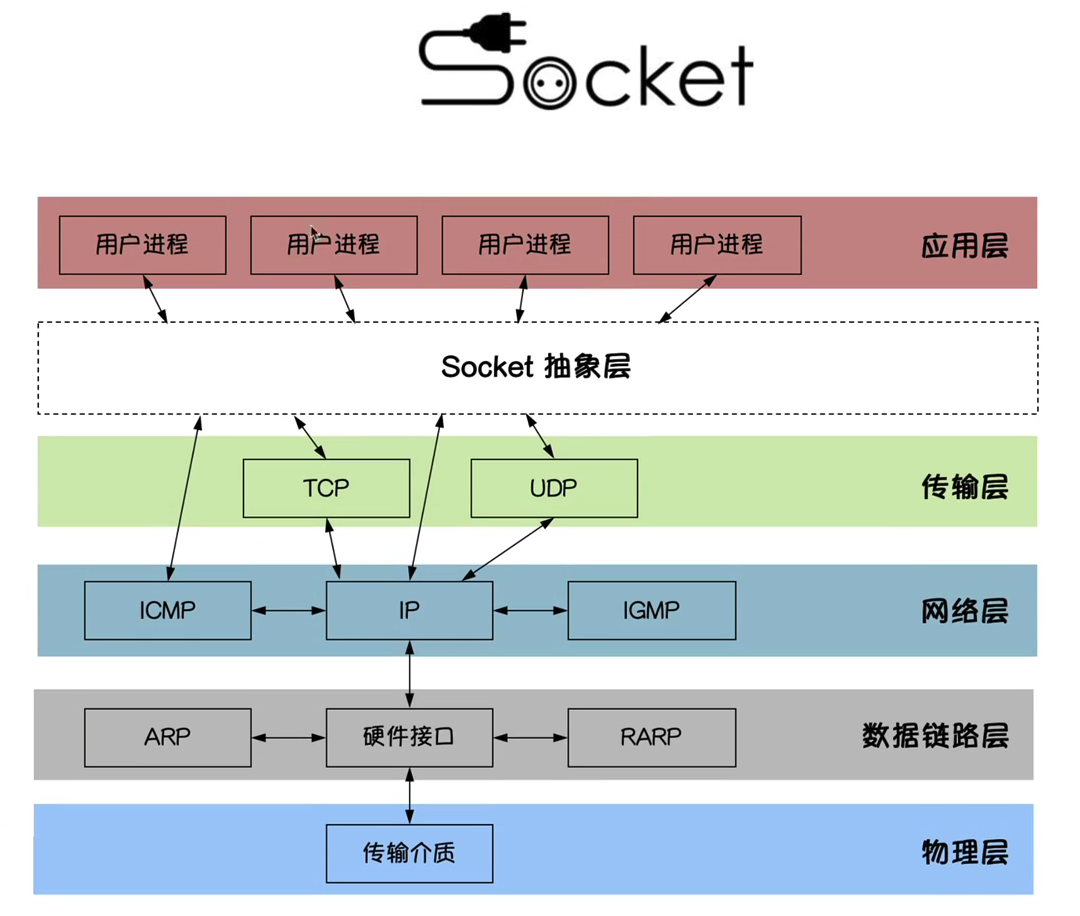 Socket
用户进程 用户进程 用户进程 用户进程 应用层
Socket 抽象层
TCP UDP 传输层
ICMP IP IGMP 网络层
ARP 硬件接口 RARP 数据链路层
传输介质 物理层